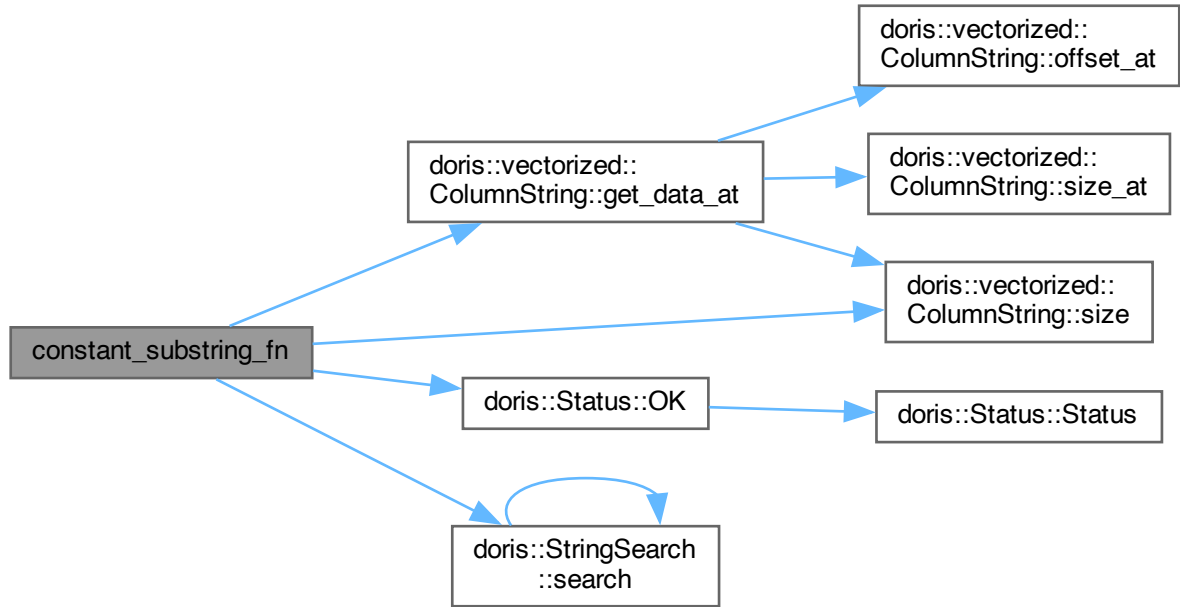 doris::vectorized::
ColumnString::offset_at
doris::vectorized::
ColumnString::get_data_at
doris::vectorized::
ColumnString::size_at
doris::vectorized::
ColumnString::size
constant_substring_fn
doris::Status::OK
doris::Status::Status
doris::StringSearch
::search